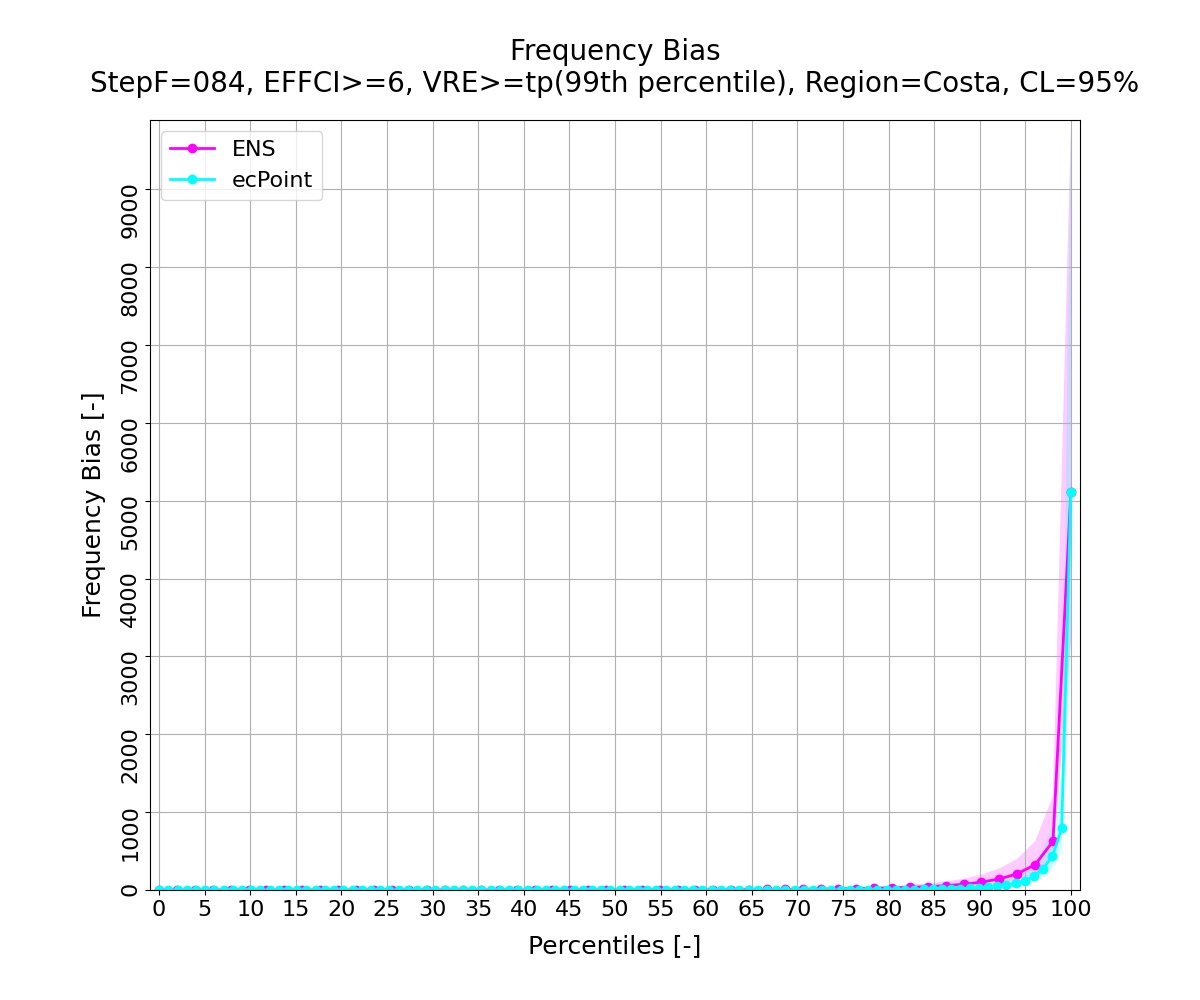 Frequency Bias
StepF=084, EFFCI>=6, VRE>=tp(99th percentile), Region=Costa, CL=95%
ENS
ecPoint
Frequency Bias [-]
9000
8000
7000
6000
5000
4000
3000
2000
1000
0
0 5 10 15 20 25 30 35 40 45 50 55 60 65 70 75 80 85 90 95 100
Percentiles [-]